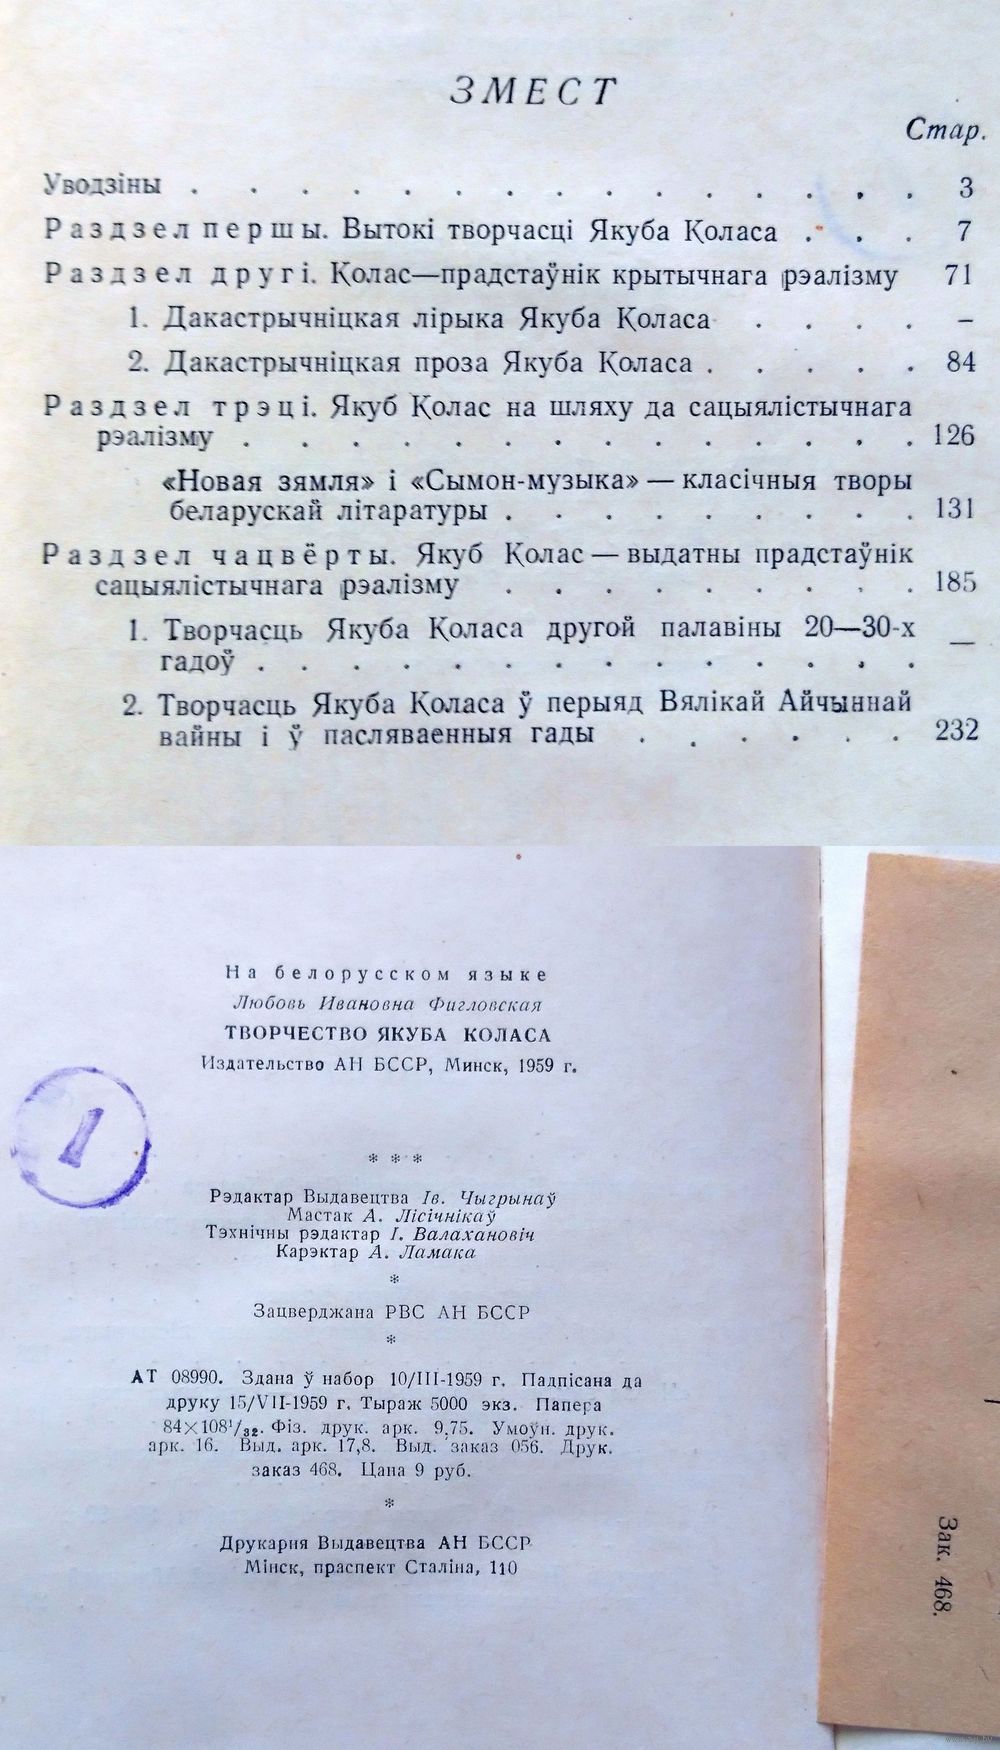 ЗМЕСТ
Стар.
Уводзіны . . . . . . . . . . . . . . . 3
Раздзел першы. Вытокі творчасці Якуба Коласа . . . 7
Раздзел другі. Колас—прадстаўнік крытычнага рэалізму 71
1. Дакастрычніцкая лірыка Якуба Коласа . . . . –
2. Дакастрычніцкая проза Якуба Коласа . . . . . 84
Раздзел трэці. Якуб Колас на шляху да сацыялістычнага
рэалізму . . . . . . . . . . . . . . 126
«Новая зямля» і «Сымон-музыка» — класічныя творы
беларускай літаратуры . . . . . . . . . 131
Раздзел чацвёрты. Якуб Колас — выдатны прадстаўнік
сацыялістычнага рэалізму . . . . . . . . . 185
1. Творчасць Якуба Коласа другой палавіны 20—30-х
гадоў . . . . . . . . . . . . . . . —
2. Творчасць Якуба Коласа ў перыяд Вялікай Айчыннай
вайны і ў пасляваенныя гады . . . . . . 232
На белорусском языке
Любовь Ивановна Фигловская
ТВОРЧЕСТВО ЯКУБА КОЛАСА
Издательство АН БССР, Минск, 1959 г.
1
* * *
Рэдактар Выдавецтва Ів. Чыгрынаў
Мастак А. Лісічнікаў
Тэхнічны рэдактар І. Валахановіч
Карэктар А. Ламака
*
Зацверджана РВС АН БССР
*
АТ 08990. Здана ў набор 10/III-1959 г. Падпісана да
друку 15/VII-1959 г. Тыраж 5000 экз. Папера
84×108¹/₃₂. Фіз. друк. арк. 9,75. Умоўн. друк.
арк. 16. Выд. арк. 17,8. Выд. заказ 056. Друк.
заказ 468. Цана 9 руб.
*
Друкарня Выдавецтва АН БССР
Мінск, праспект Сталіна, 110
Зак. 468.